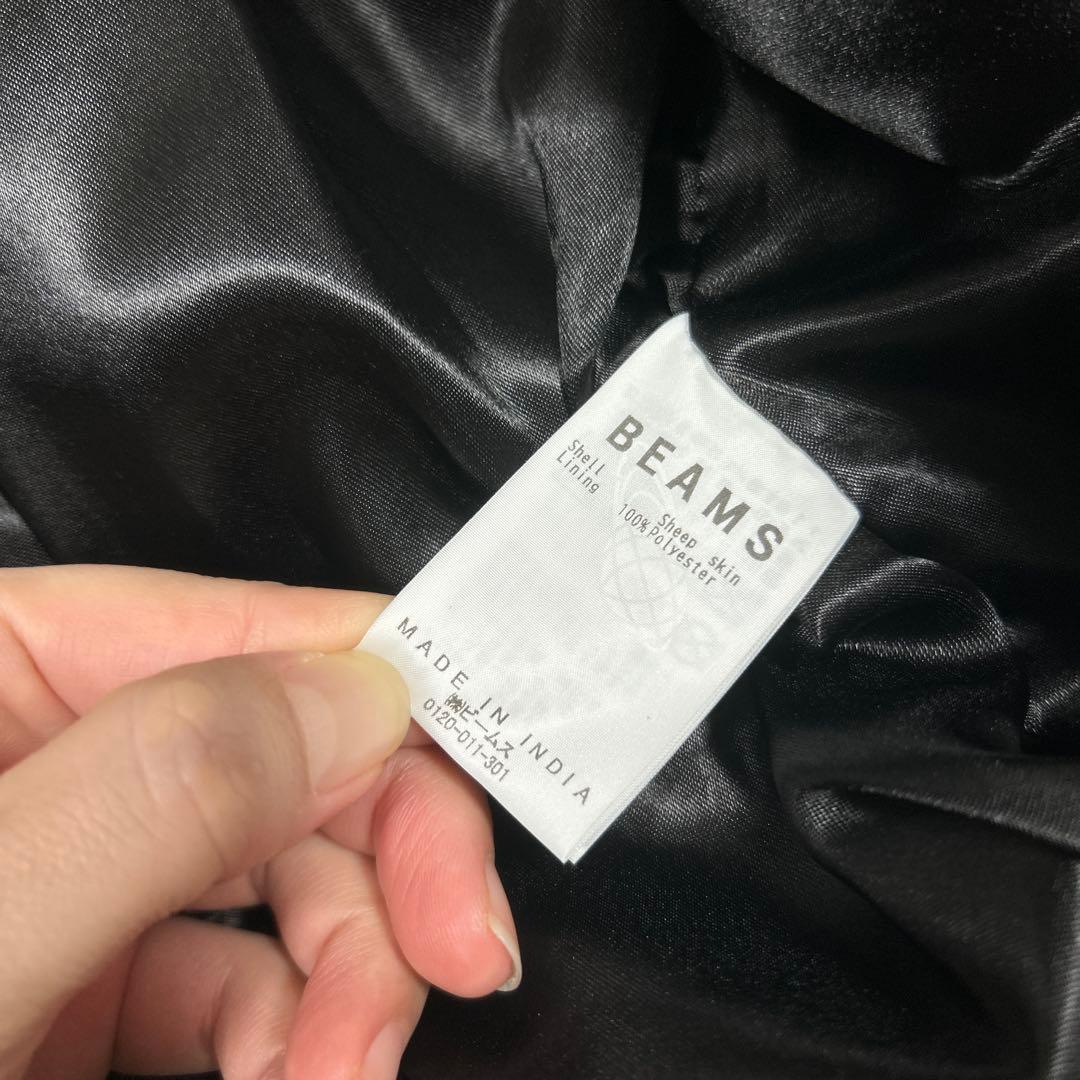 BEAMS
Shell Sheep skin
Lining 100%Polyester
MADE IN INDIA
㈱ビームス
0120-011-301